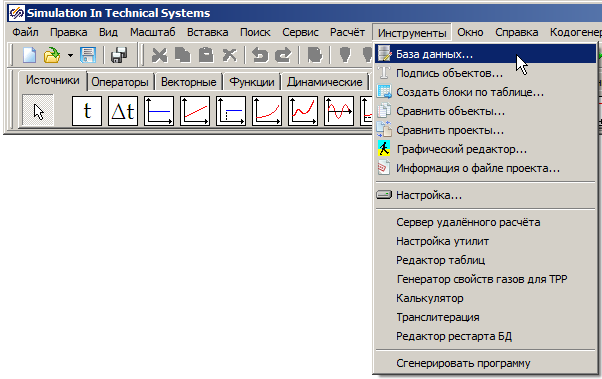 Simulation In Technical Systems
Файл Правка Вид Масштаб Вставка Поиск Сервис Расчёт Инструменты Окно Справка Кодогенер
База данных...
Подпись объектов...
Источники Операторы Векторные Функции Динамические
Создать блоки по таблице...
t Δt
Сравнить объекты...
Сравнить проекты...
Графический редактор...
Информация о файле проекта...
Настройка...
Сервер удалённого расчёта
Настройка утилит
Редактор таблиц
Генератор свойств газов для ТРР
Калькулятор
Транслитерация
Редактор рестарта БД
Сгенерировать программу